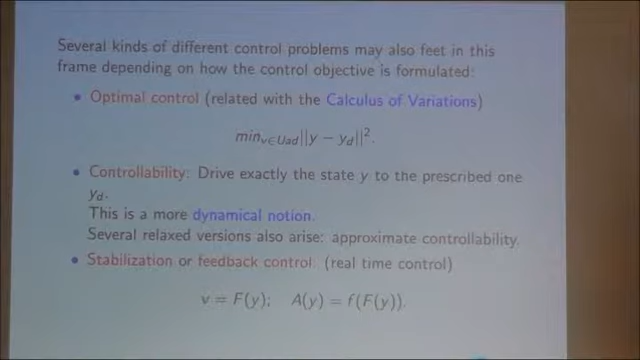 Several kinds of different control problems may also feet in this
frame depending on how the control objective is formulated:
• Optimal control (related with the Calculus of Variations)
min_{v∈Uad}||y − y_d||².
• Controllability: Drive exactly the state y to the prescribed one
y_d.
This is a more dynamical notion.
Several relaxed versions also arise: approximate controllability.
• Stabilization or feedback control: (real time control)
v = F(y);   A(y) = f(F(y)).